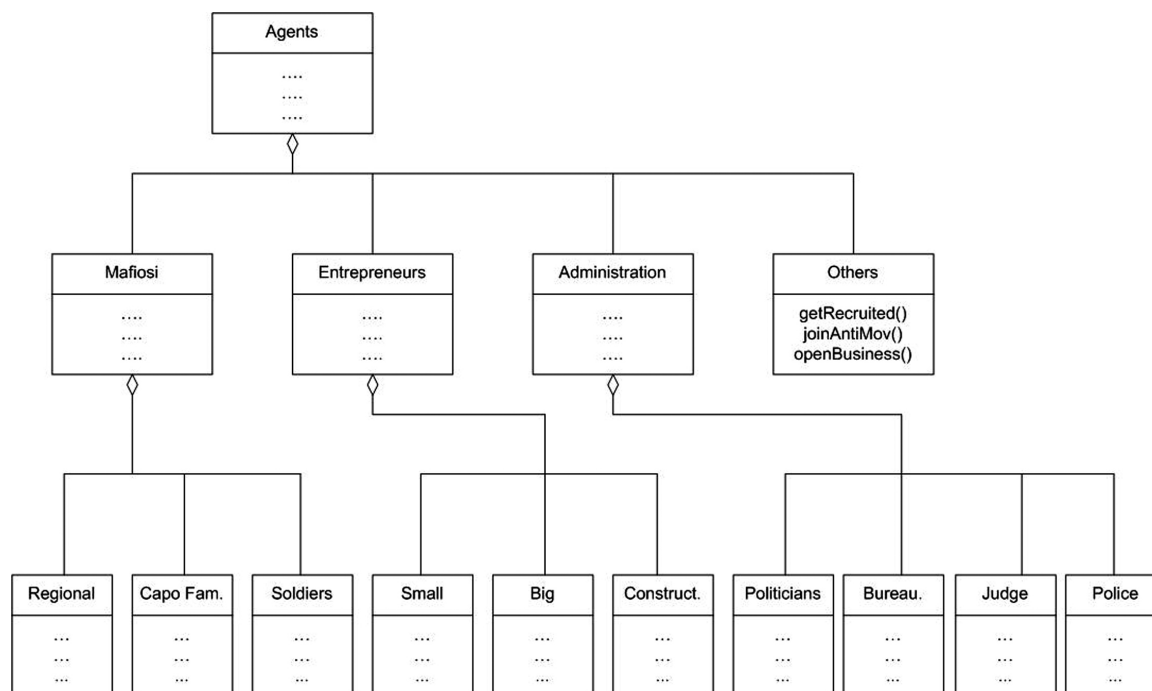 Agents
....
....
....
Mafiosi
....
....
....
Entrepreneurs
....
....
....
Administration
....
....
....
Others
getRecruited()
joinAntiMov()
openBusiness()
Regional
...
...
...
Capo Fam.
...
...
...
Soldiers
...
...
...
Small
...
...
...
Big
...
...
...
Construct.
...
...
...
Politicians
...
...
...
Bureau.
...
...
...
Judge
...
...
...
Police
...
...
...